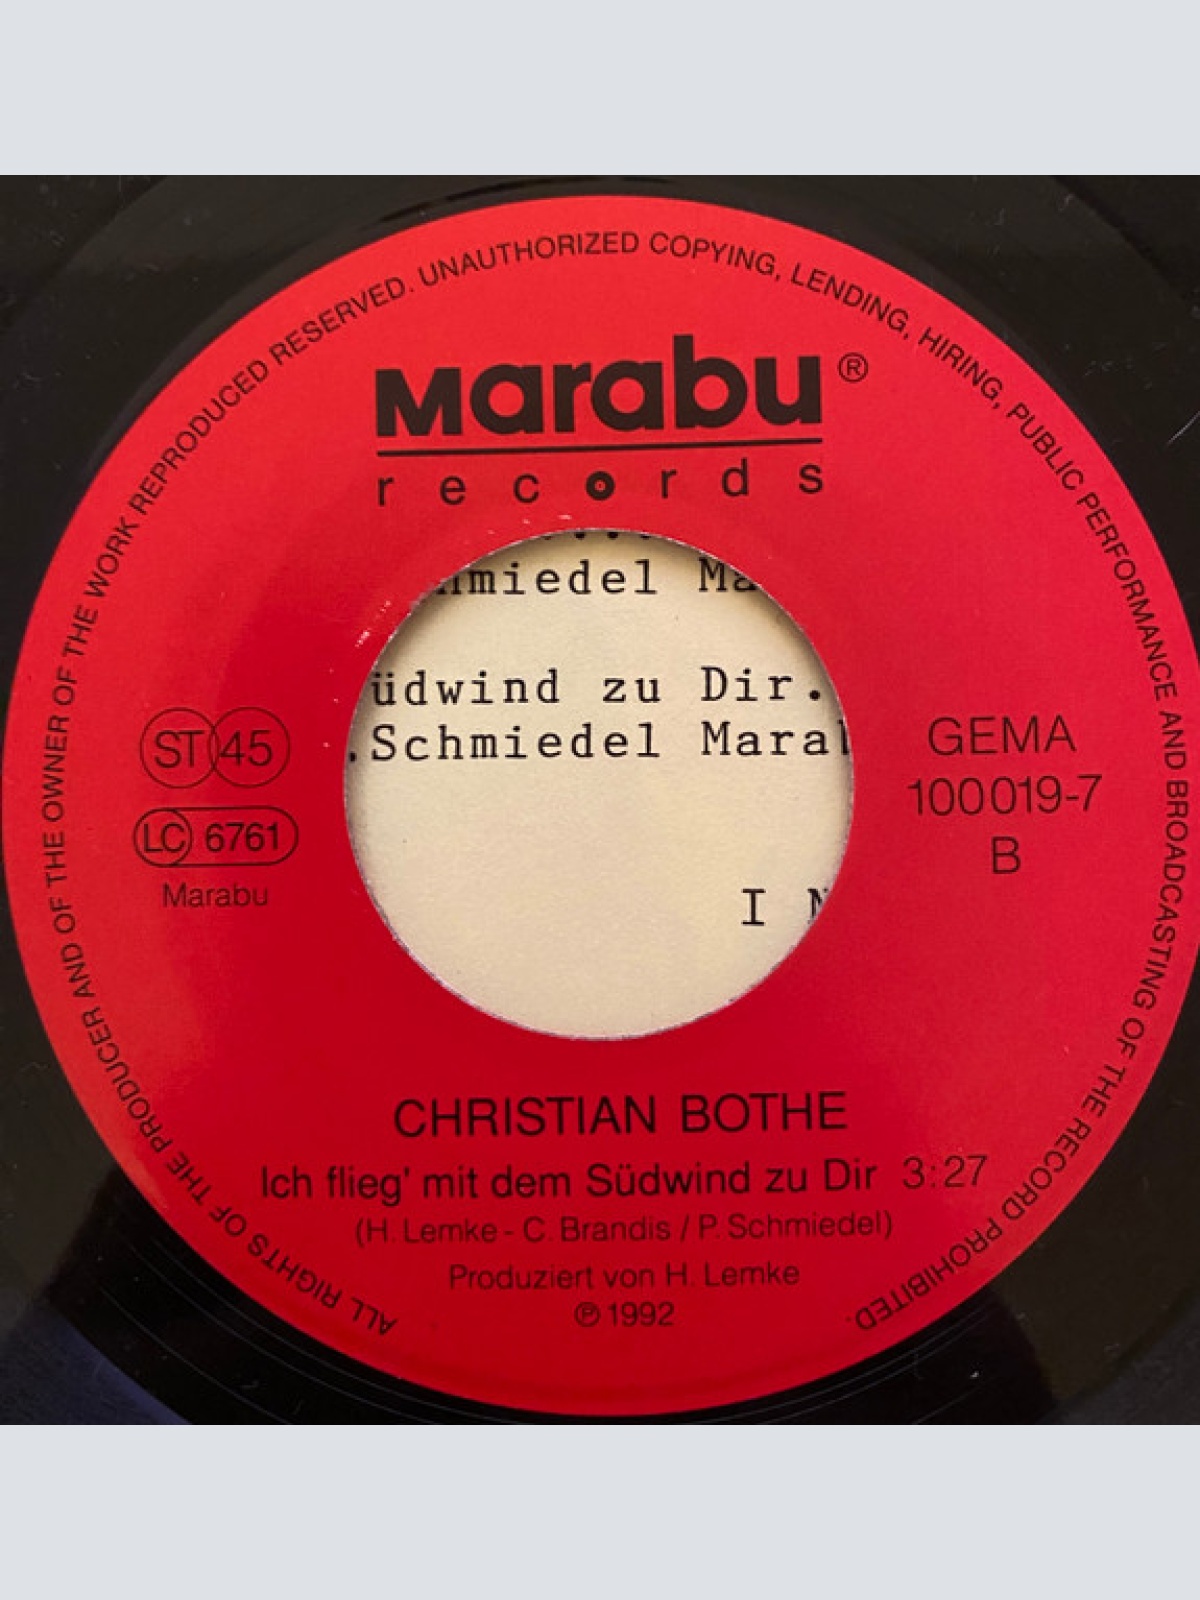 ALL RIGHTS OF THE PRODUCER AND OF THE OWNER OF THE WORK REPRODUCED RESERVED. UNAUTHORIZED COPYING, LENDING, HIRING, PUBLIC PERFORMANCE AND BROADCASTING OF THE RECORD PROHIBITED.
Marabu®
records
hmiedel Ma
üdwind zu Dir.
.Schmiedel Marab
I N
ST 45
LC 6761
Marabu
GEMA
100019-7
B
CHRISTIAN BOTHE
Ich flieg' mit dem Südwind zu Dir 3:27
(H. Lemke - C. Brandis / P. Schmiedel)
Produziert von H. Lemke
℗ 1992